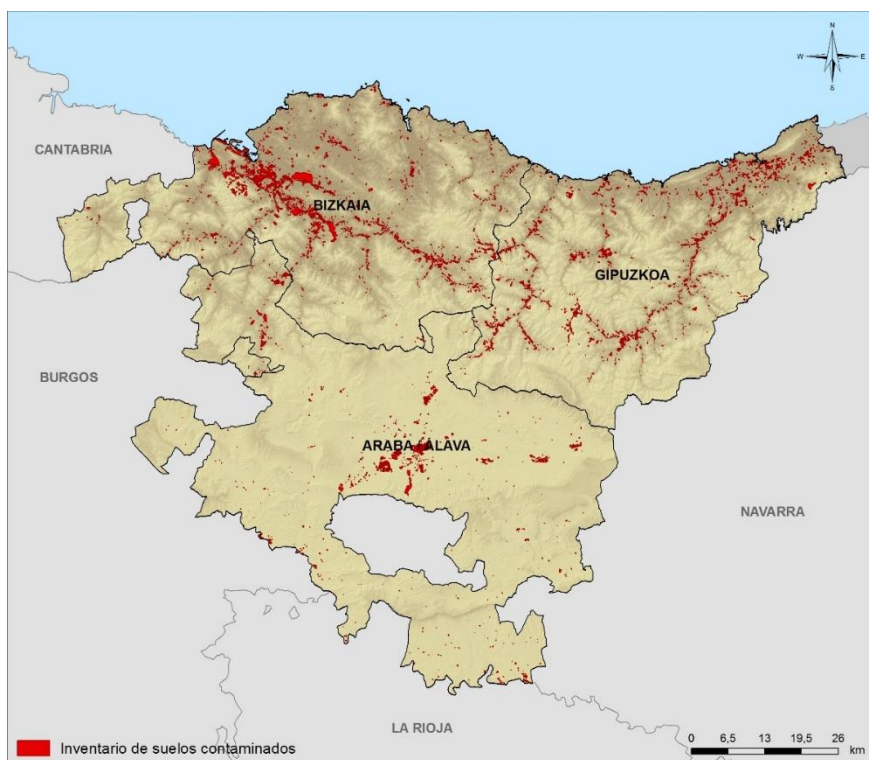 N
W E
S
CANTABRIA
BIZKAIA
GIPUZKOA
BURGOS
ARABA / ÁLAVA
NAVARRA
LA RIOJA
Inventario de suelos contaminados
0 6,5 13 19,5 26
km